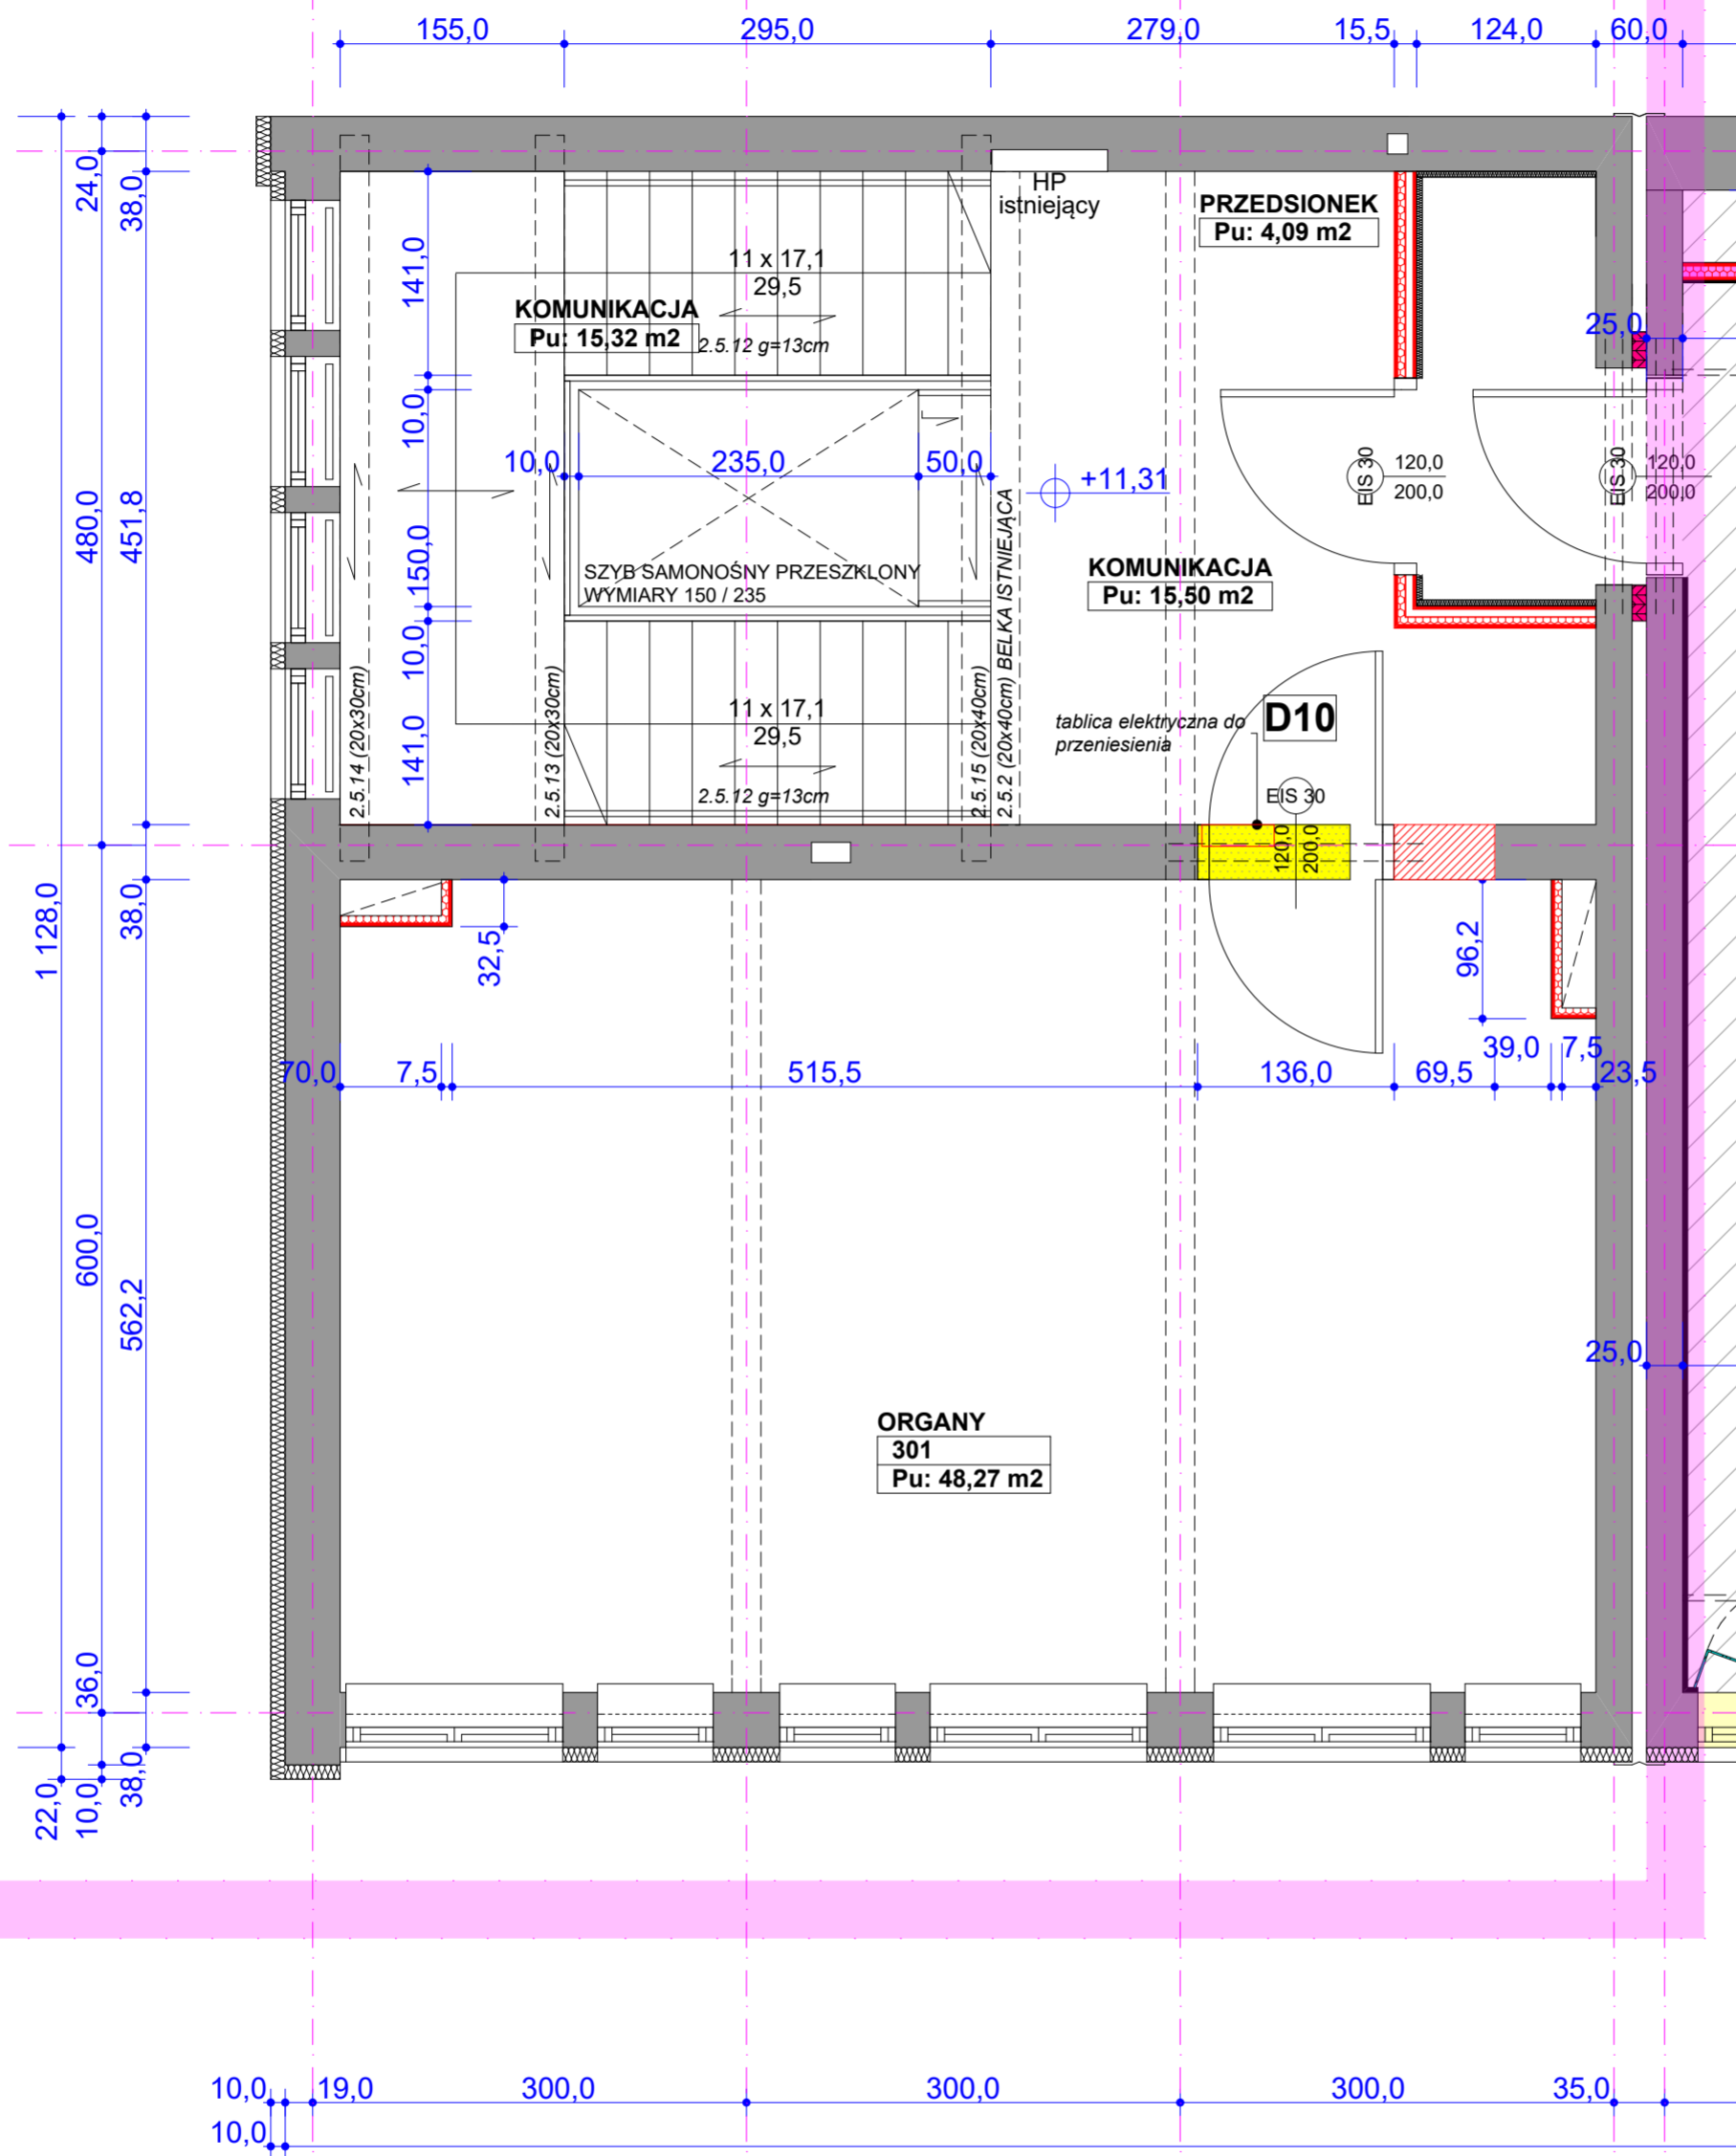 155,0
295,0
279,0
15,5
124,0
60,0
24,0
38,0
HP
istniejący
PRZEDSIONEK
Pu: 4,09 m2
141,0
11 x 17,1
29,5
KOMUNIKACJA
Pu: 15,32 m2
2.5.12 g=13cm
25,0
10,0
10,0
235,0
50,0
+11,31
EIS 30
120,0
200,0
EIS 30
120,0
200,0
480,0
451,8
150,0
SZYB SAMONOŚNY PRZESZKLONY
WYMIARY 150 / 235
KOMUNIKACJA
Pu: 15,50 m2
10,0
141,0
2.5.14 (20x30cm)
2.5.13 (20x30cm)
2.5.15 (20x40cm)
2.5.2 (20x40cm) BELKA ISTNIEJACA
11 x 17,1
29,5
2.5.12 g=13cm
tablica elektryczna do
przeniesienia
D10
EIS 30
120,0
200,0
1 128,0
38,0
32,5
96,2
70,0
7,5
515,5
136,0
69,5
39,0
7,5
23,5
600,0
562,2
25,0
ORGANY
301
Pu: 48,27 m2
36,0
22,0
10,0
38,0
10,0
19,0
300,0
300,0
300,0
35,0
10,0